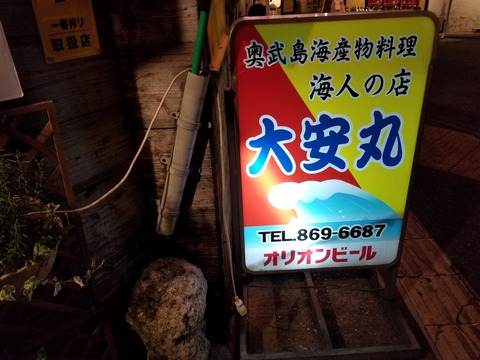 一番搾り
取扱店
奥武島海産物料理
海人の店
大安丸
TEL.869-6687
オリオンビール